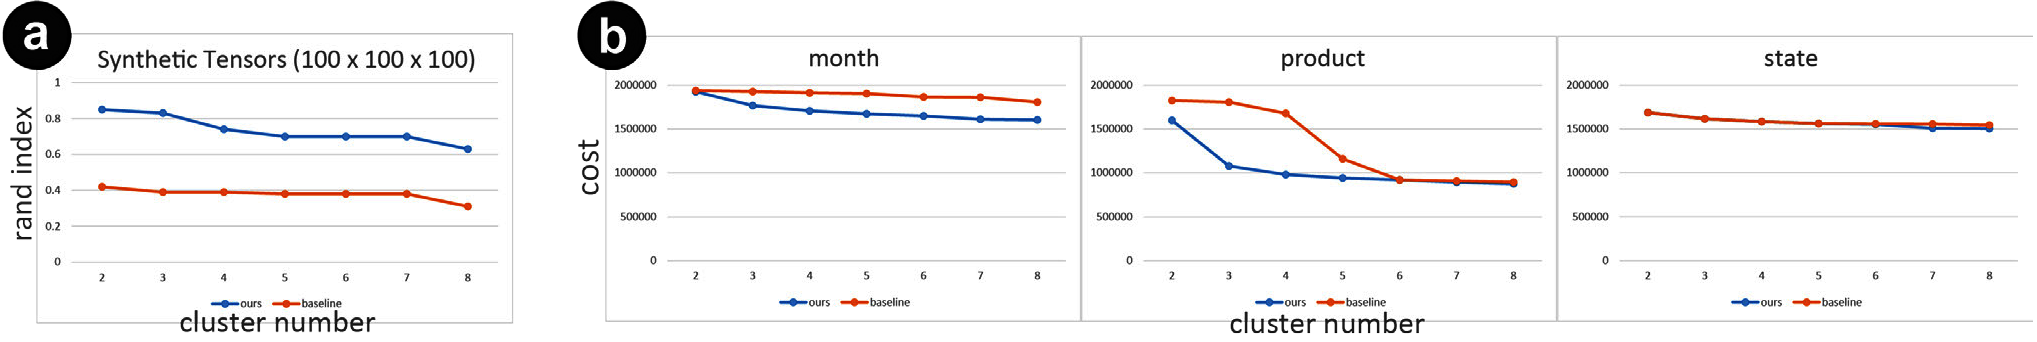 a
Synthetic Tensors (100 x 100 x 100)
rand index
1
0.8
0.6
0.4
0.2
0
2 3 4 5 6 7 8
ours baseline
cluster number
b
cost
month
2000000
1500000
1000000
500000
0
2 3 4 5 6 7 8
ours baseline
product
2000000
1500000
1000000
500000
0
2 3 4 5 6 7 8
ours baseline
state
2000000
1500000
1000000
500000
0
2 3 4 5 6 7 8
ours baseline
cluster number